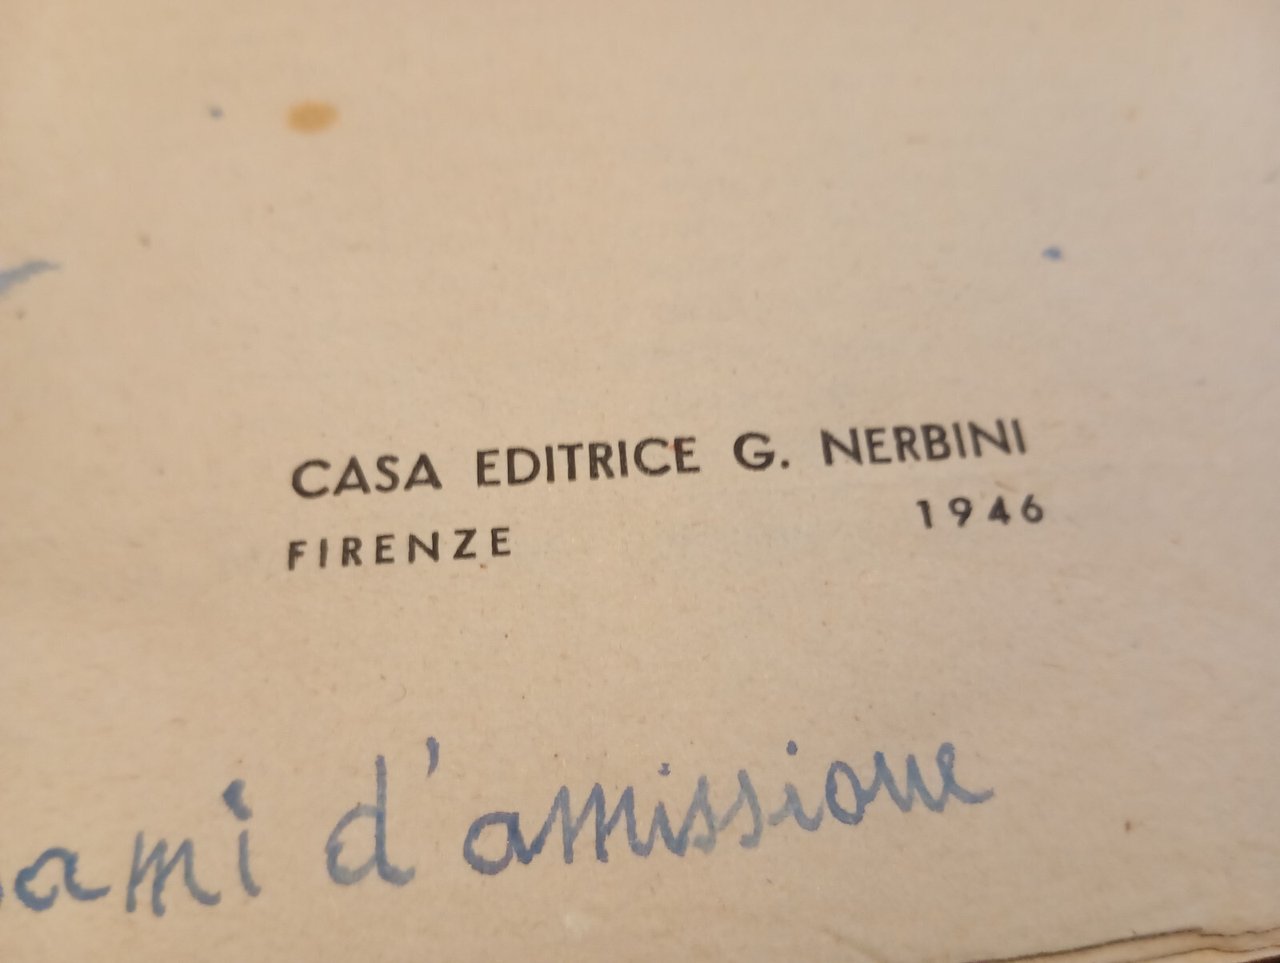 CASA EDITRICE G. NERBINI
FIRENZE 1946
ami d'amissione